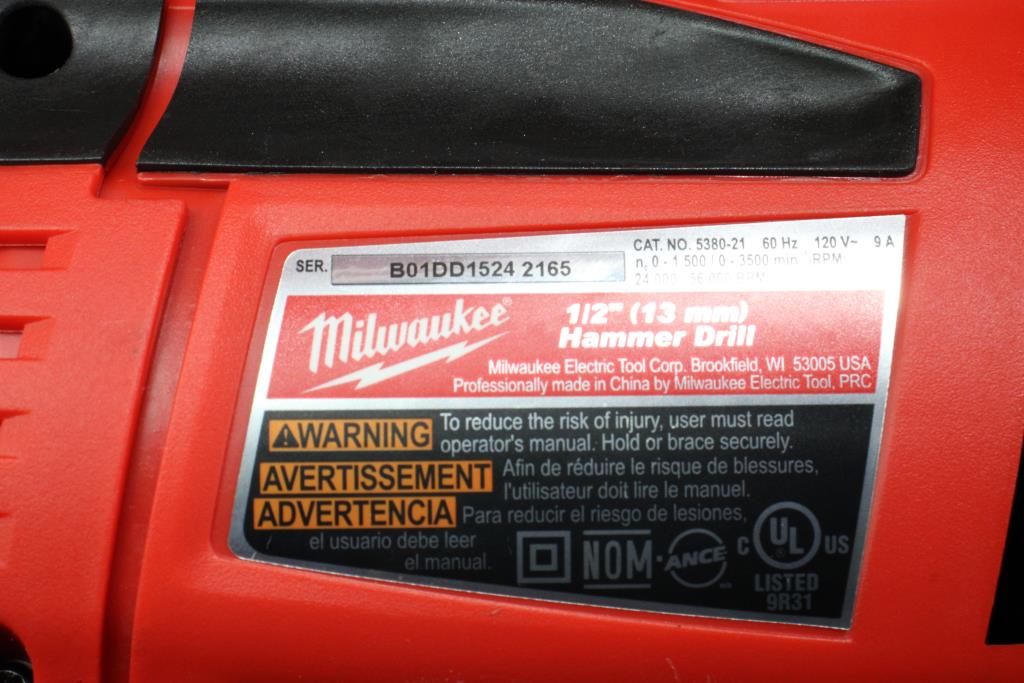 SER. B01DD1524 2165
CAT. NO. 5380-21 60 Hz 120 V~ 9 A
n₀ 0 - 1 500 / 0 - 3500 min⁻¹/RPM
24 000 - 56 000 BPM
Milwaukee®
1/2" (13 mm)
Hammer Drill
Milwaukee Electric Tool Corp. Brookfield, WI 53005 USA
Professionally made in China by Milwaukee Electric Tool, PRC
WARNING To reduce the risk of injury, user must read
operator's manual. Hold or brace securely.
AVERTISSEMENT Afin de réduire le risque de blessures,
l'utilisateur doit lire le manuel.
ADVERTENCIA Para reducir el riesgo de lesiones,
el usuario debe leer
el manual.
NOM - ANCE
C UL® US
LISTED
9R31